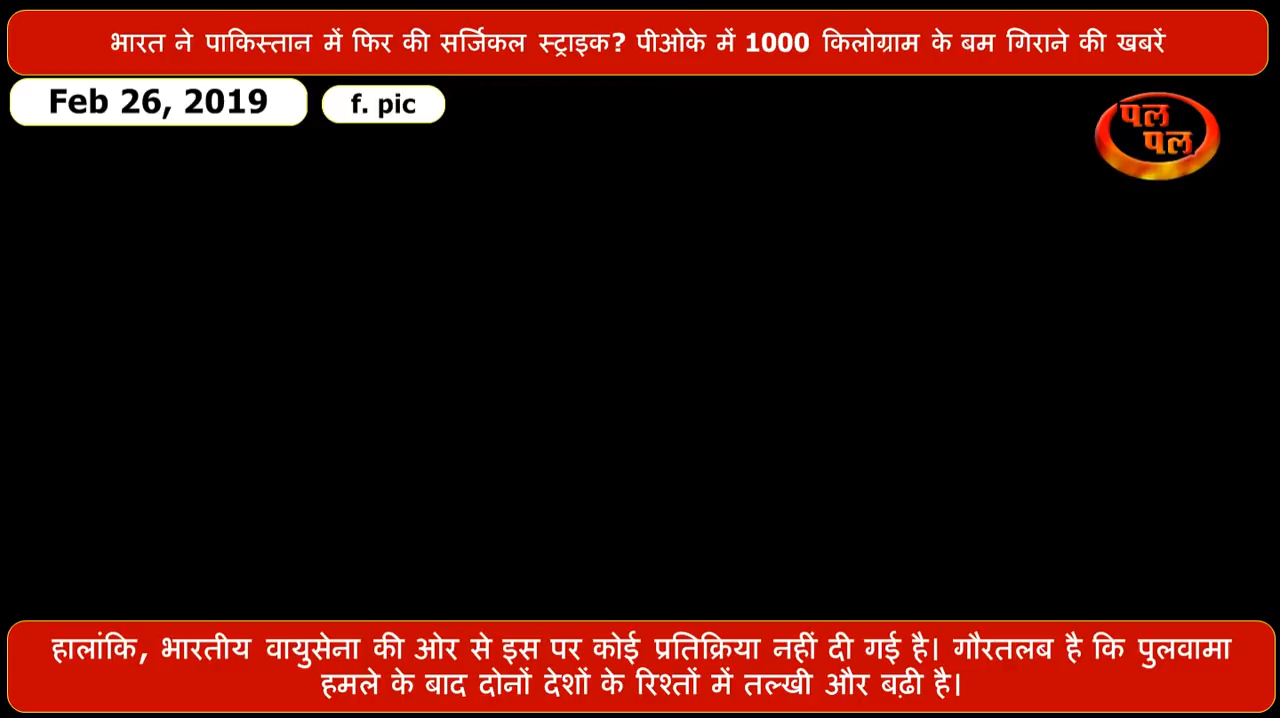 भारत ने पाकिस्तान में फिर की सर्जिकल स्ट्राइक? पीओके में 1000 किलोग्राम के बम गिराने की खबरें
Feb 26, 2019
f. pic
पल
पल
हालांकि, भारतीय वायुसेना की ओर से इस पर कोई प्रतिक्रिया नहीं दी गई है। गौरतलब है कि पुलवामा
हमले के बाद दोनों देशों के रिश्तों में तल्खी और बढ़ी है।